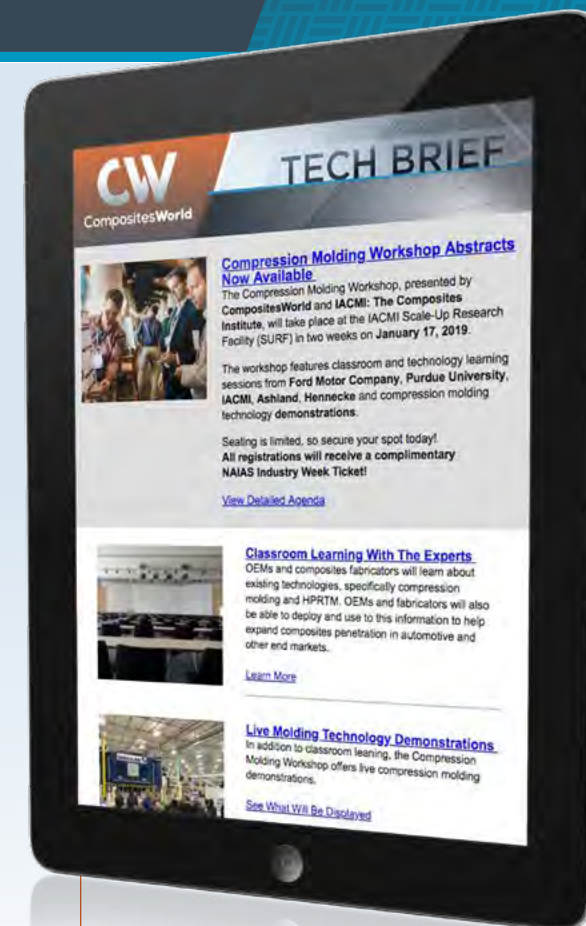 CW
CompositesWorld
TECH BRIEF
Compression Molding Workshop Abstracts
Now Available
The Compression Molding Workshop, presented by
CompositesWorld and IACMI: The Composites
Institute, will take place at the IACMI Scale-Up Research
Facility (SURF) in two weeks on January 17, 2019.
The workshop features classroom and technology learning
sessions from Ford Motor Company, Purdue University,
IACMI, Ashland, Hennecke and compression molding
technology demonstrations.
Seating is limited, so secure your spot today!
All registrations will receive a complimentary
NAIAS Industry Week Ticket!
View Detailed Agenda
Classroom Learning With The Experts
OEMs and composites fabricators will learn about
existing technologies, specifically compression
molding and HPRTM. OEMs and fabricators will also
be able to deploy and use to this information to help
expand composites penetration in automotive and
other end markets.
Learn More
Live Molding Technology Demonstrations
In addition to classroom leaning, the Compression
Molding Workshop offers live compression molding
demonstrations.
See What Will Be Displayed